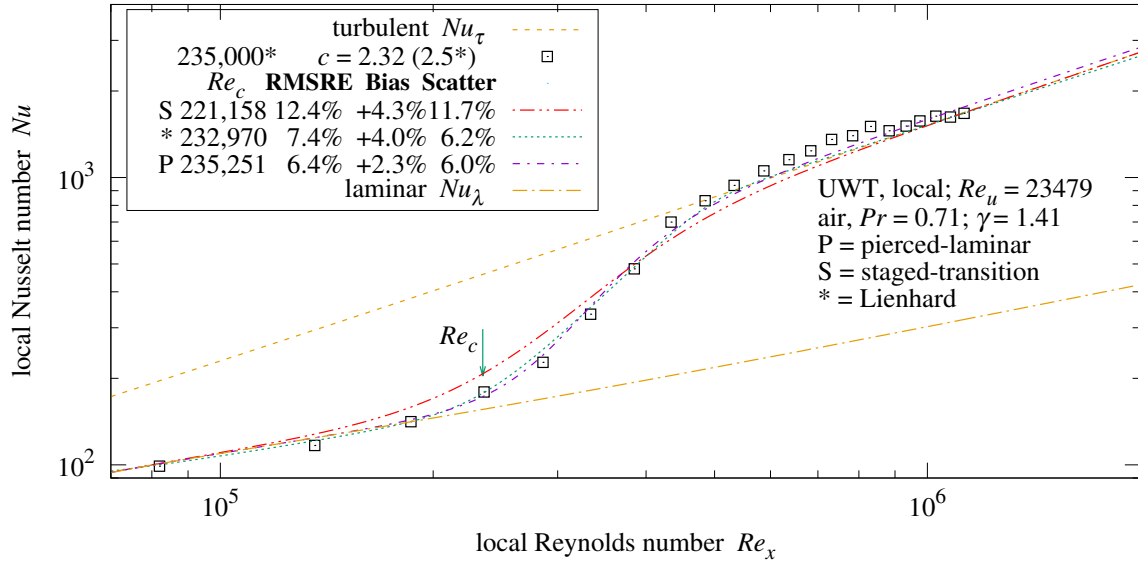 turbulent Nu_τ
235,000* c = 2.32 (2.5*)
Re_c RMSRE Bias Scatter
S 221,158 12.4% +4.3% 11.7%
* 232,970 7.4% +4.0% 6.2%
P 235,251 6.4% +2.3% 6.0%
laminar Nu_λ
UWT, local; Re_u = 23479
air, Pr = 0.71; γ = 1.41
P = pierced-laminar
S = staged-transition
* = Lienhard
Re_c
local Nusselt number Nu
10^3
10^2
10^5
10^6
local Reynolds number Re_x